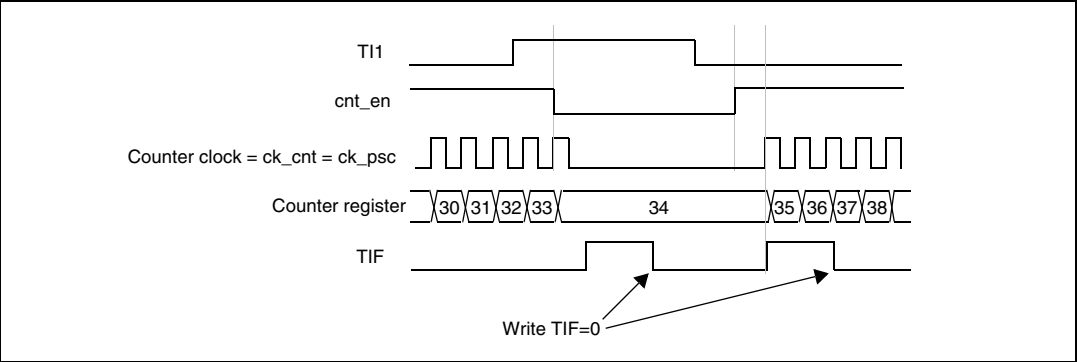 TI1
cnt_en
Counter clock = ck_cnt = ck_psc
Counter register 30 31 32 33 34 35 36 37 38
TIF
Write TIF=0